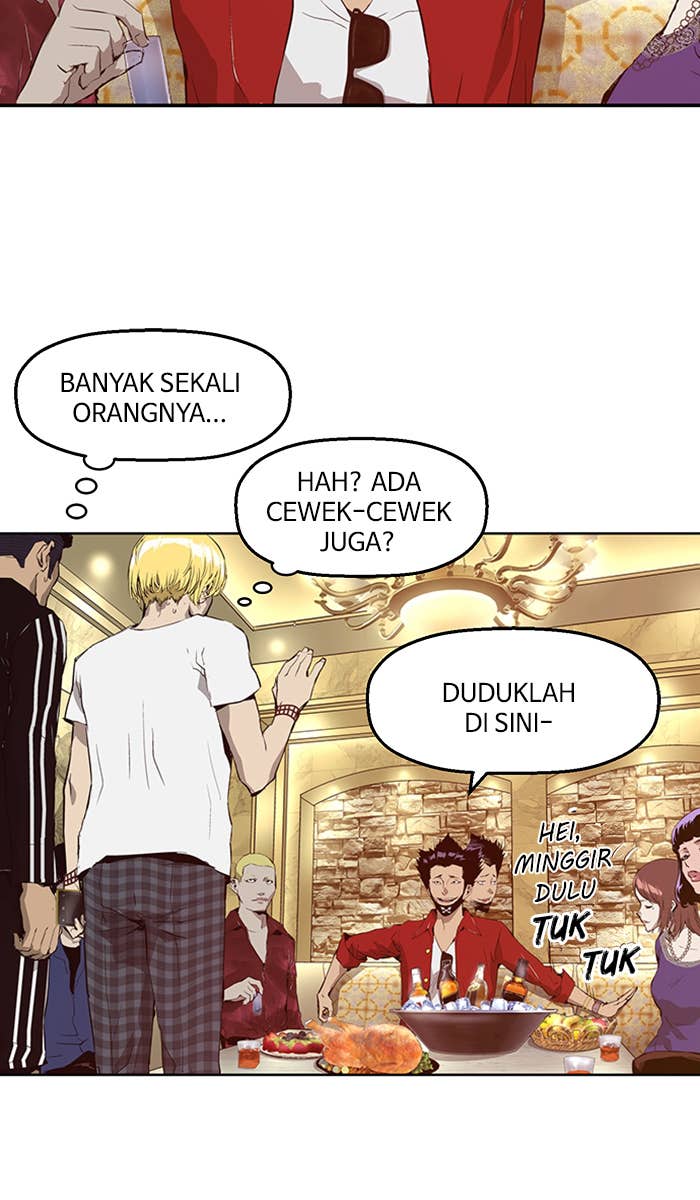 BANYAK SEKALI
ORANGNYA...
HAH? ADA
CEWEK-CEWEK
JUGA?
DUDUKLAH
DI SINI-
HEI,
MINGGIR
DULU
TUK
TUK